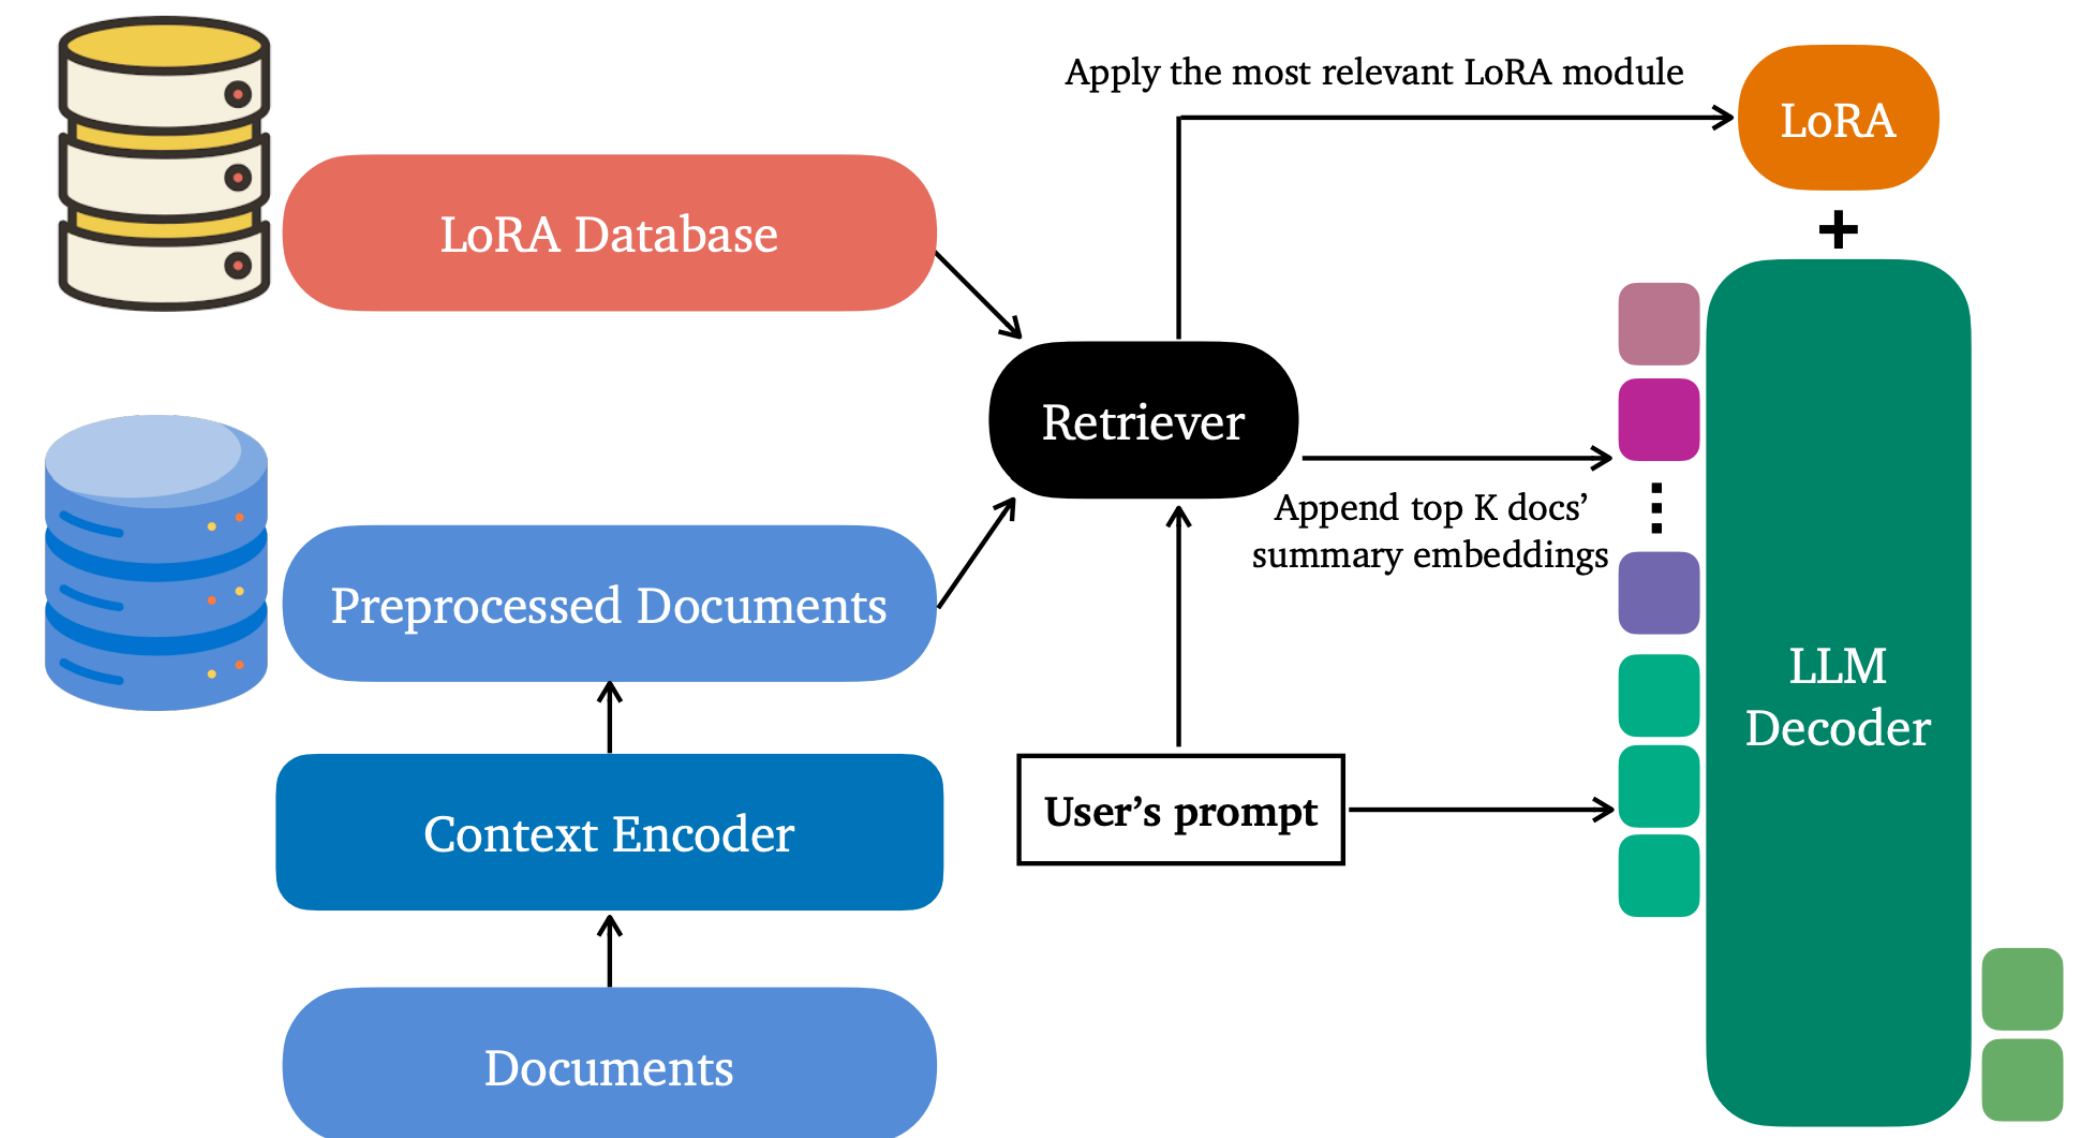 Apply the most relevant LoRA module
LoRA
LoRA Database
Retriever
Append top K docs’
summary embeddings
Preprocessed Documents
LLM
Decoder
User’s prompt
Context Encoder
Documents